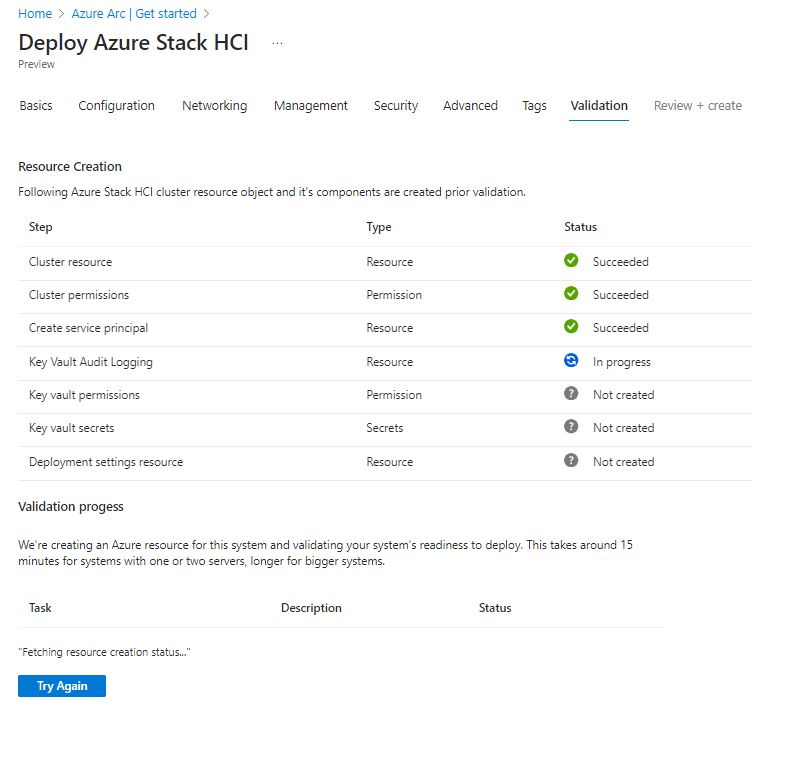 Home > Azure Arc | Get started >
Deploy Azure Stack HCI ...
Preview
Basics Configuration Networking Management Security Advanced Tags Validation Review + create
Resource Creation
Following Azure Stack HCI cluster resource object and it's components are created prior validation.
Step Type Status
Cluster resource Resource Succeeded
Cluster permissions Permission Succeeded
Create service principal Resource Succeeded
Key Vault Audit Logging Resource In progress
Key vault permissions Permission ? Not created
Key vault secrets Secrets ? Not created
Deployment settings resource Resource ? Not created
Validation progess
We're creating an Azure resource for this system and validating your system's readiness to deploy. This takes around 15
minutes for systems with one or two servers, longer for bigger systems.
Task Description Status
"Fetching resource creation status..."
Try Again